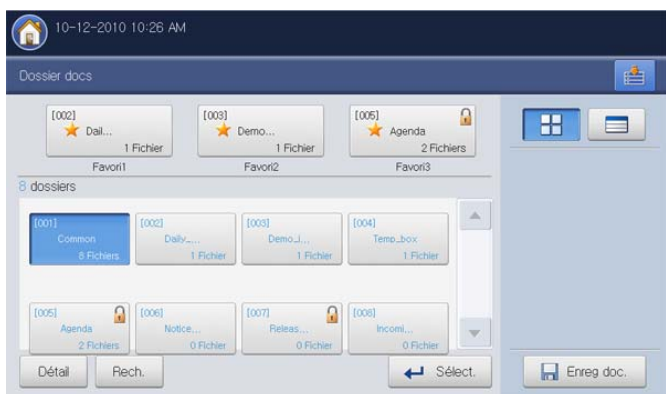 10-12-2010 10:26 AM
Dossier docs
[002]
Dail...
1 Fichier
Favori1
[003]
Demo...
1 Fichier
Favori2
[005]
Agenda
2 Fichiers
Favori3
8 dossiers
[001]
Common
8 Fichiers
[002]
Daily_...
1 Fichier
[003]
Demo_i...
1 Fichier
[004]
Temp_box
1 Fichier
[005]
Agenda
2 Fichiers
[006]
Notice...
0 Fichier
[007]
Releas...
0 Fichier
[008]
Incomi...
0 Fichier
Détail
Rech.
Sélect.
Enreg doc.